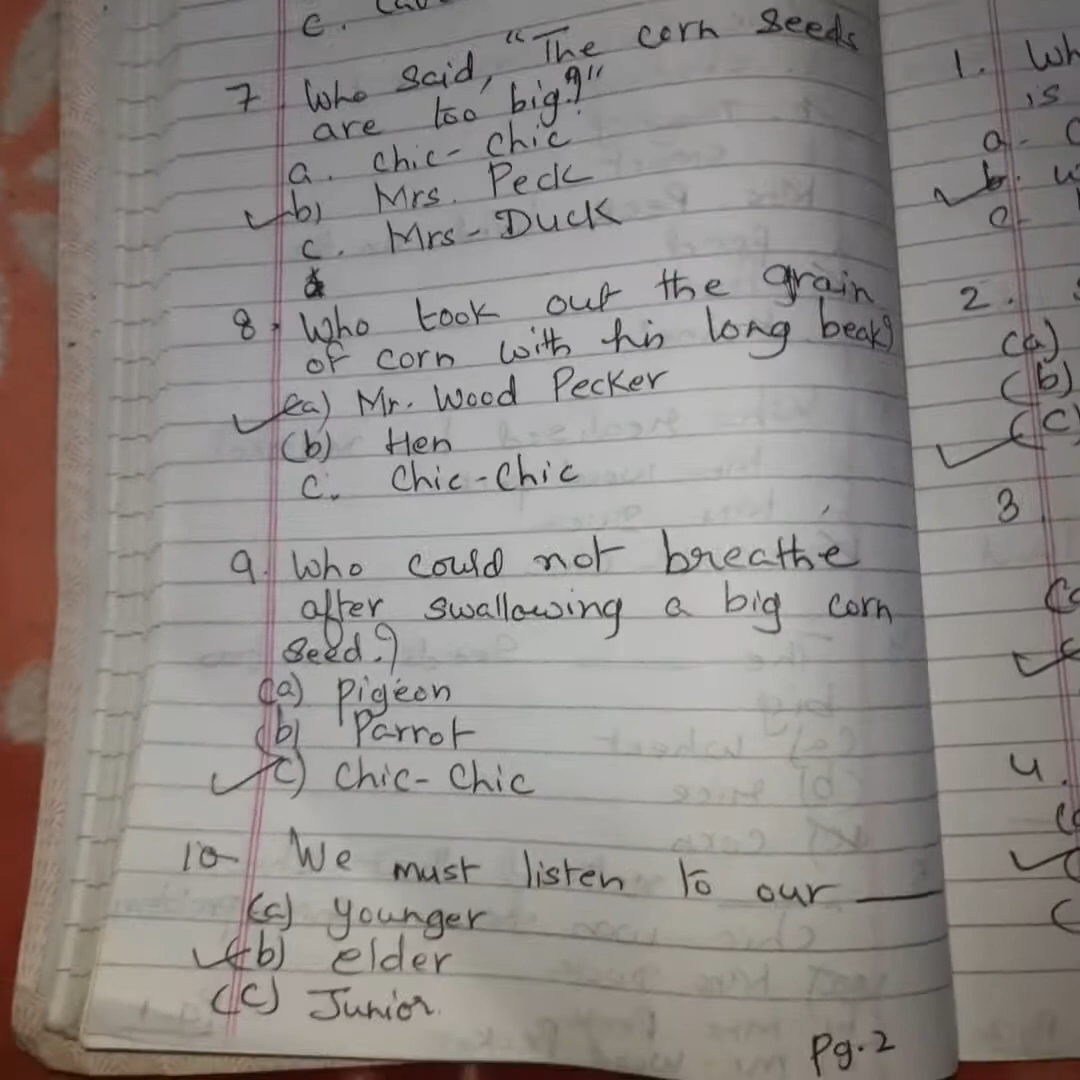 c.
7. Who said, "The corn seeds
are too big?"
a. chic-chic
b) Mrs. Peck
c. Mrs-Duck
8. Who took out the grain
of corn with his long beak?
(a) Mr. Wood Pecker
(b) Hen
c. Chic-Chic
9. Who could not breathe
after swallowing a big corn
seed.?
(a) pigeon
(b) Parrot
(c) Chic-Chic
10 We must listen to our ___
(a) younger
(b) elder
(c) Junior.
Pg.2
1. Wh
is
a.
b.
c
2.
(a)
(b)
(c)
3
4.